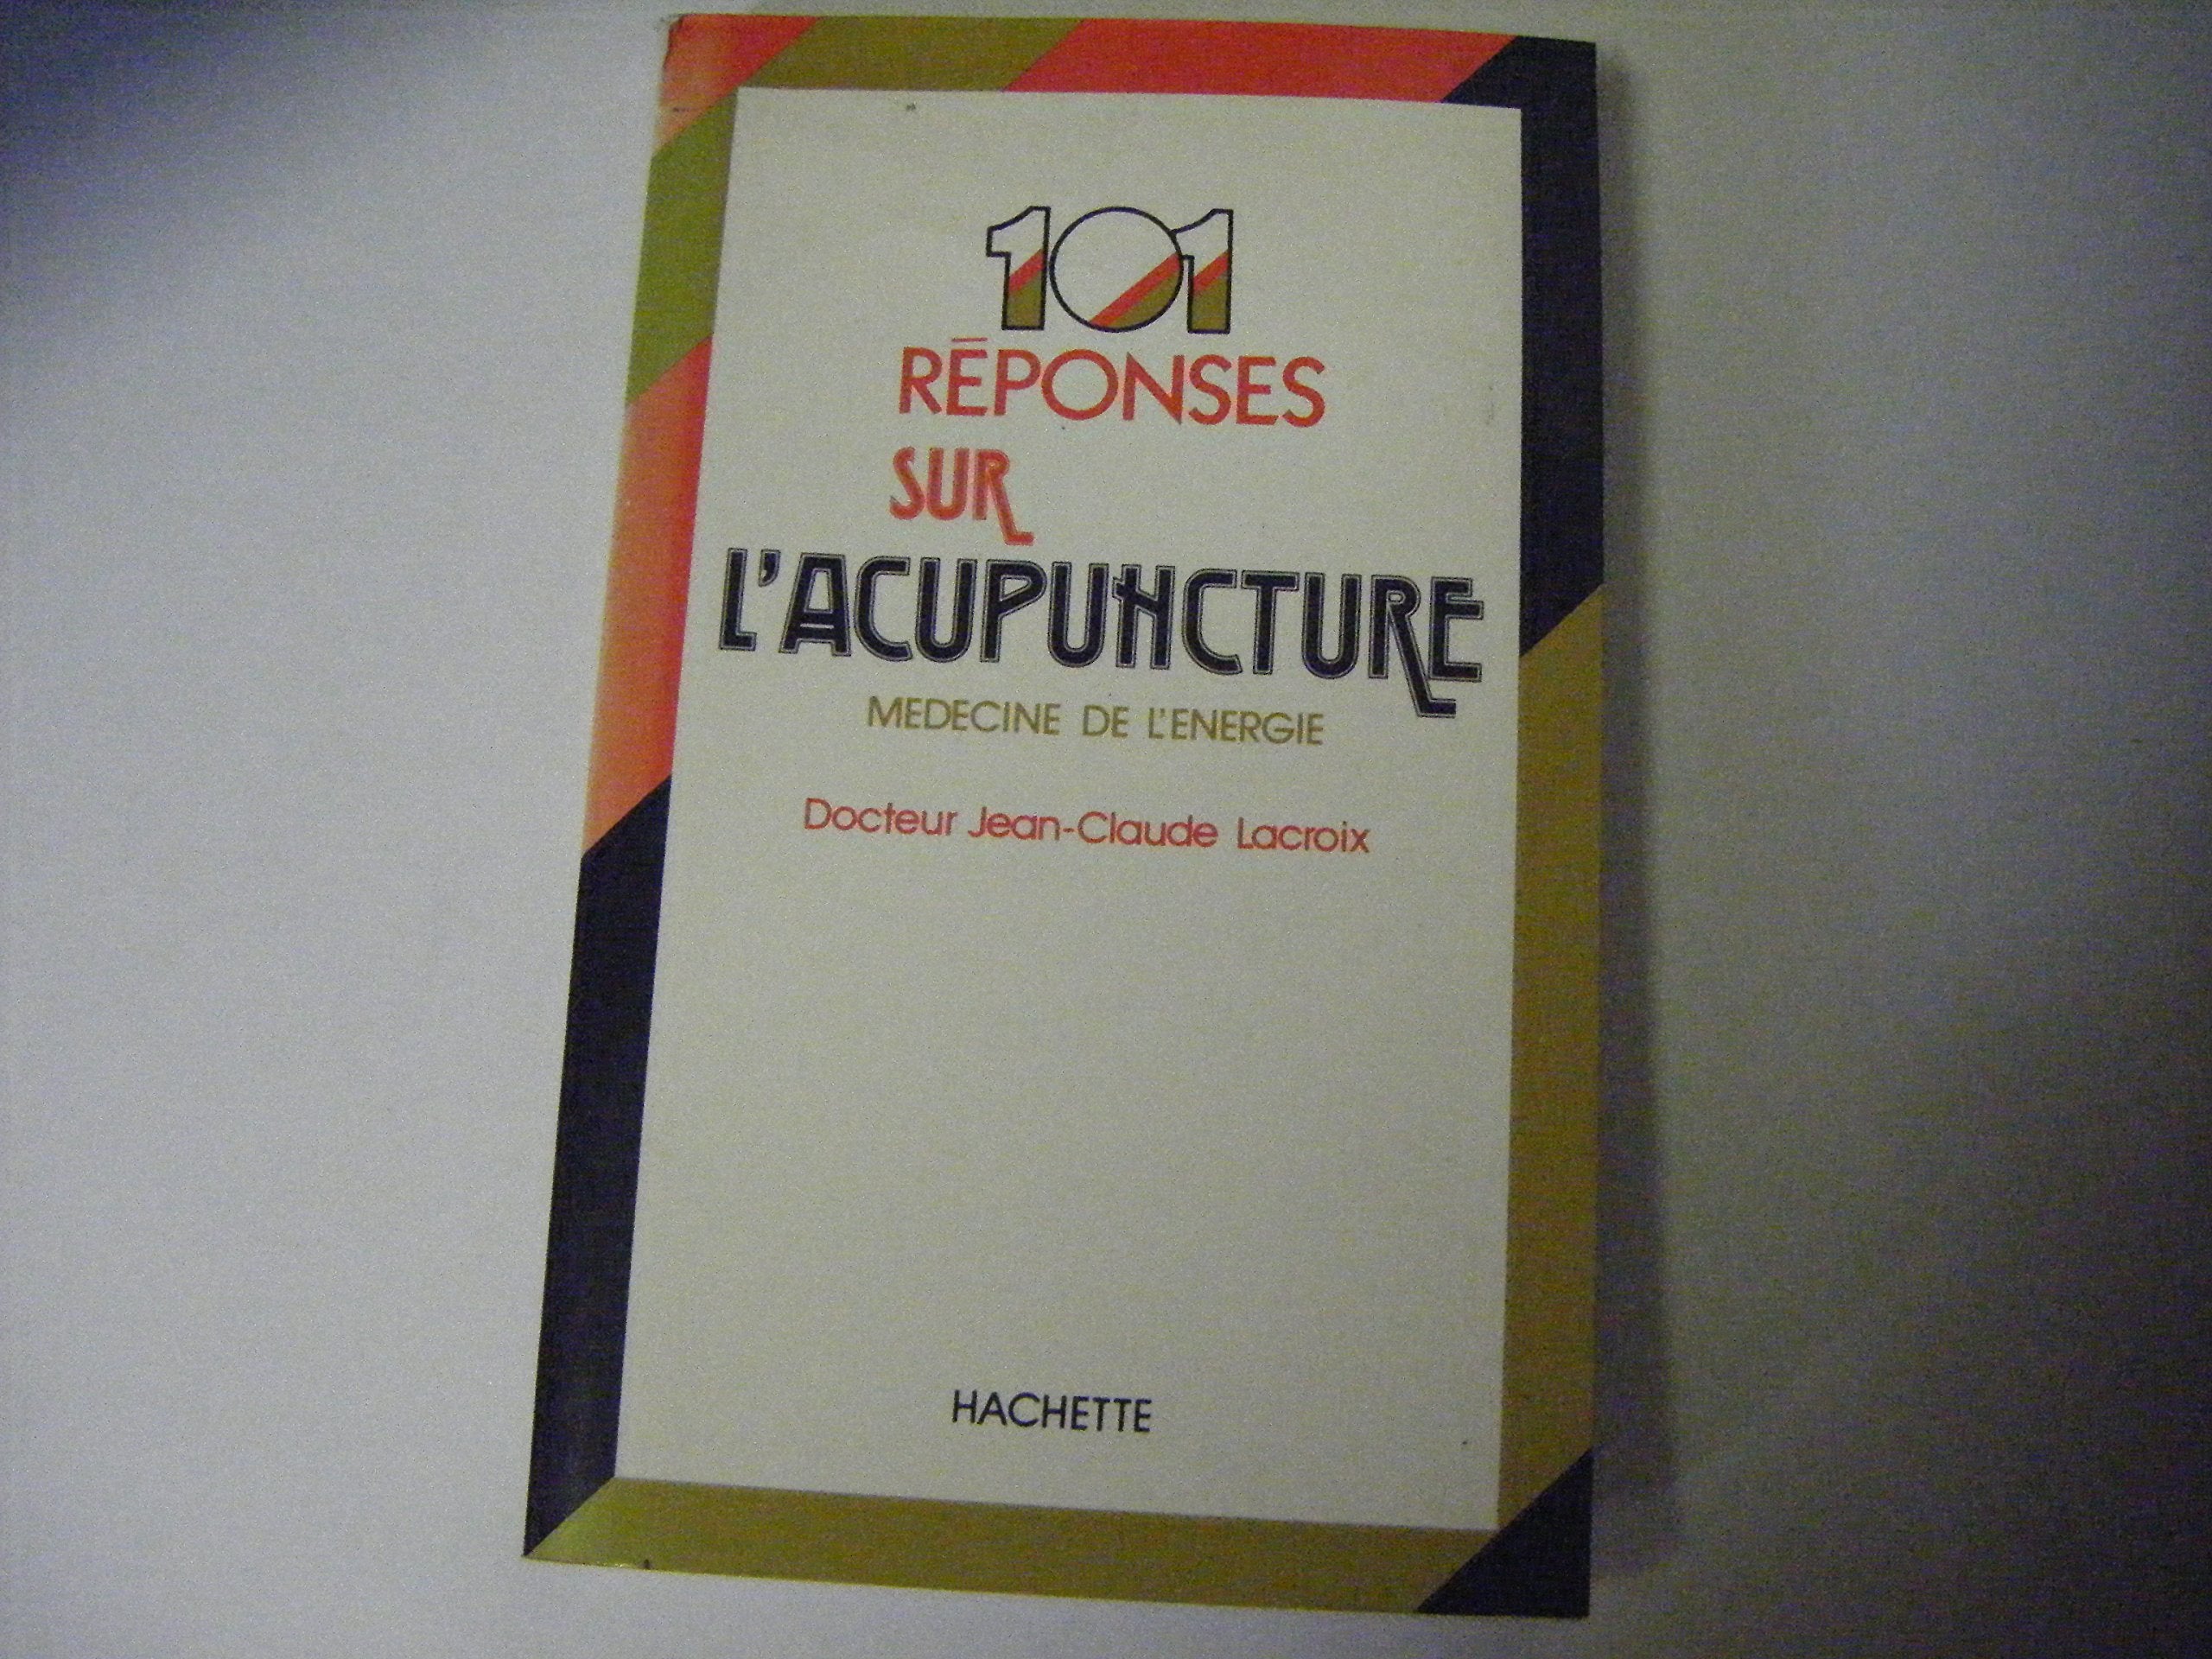 101
RÉPONSES
SUR
L'ACUPUNCTURE
MEDECINE DE L'ENERGIE
Docteur Jean-Claude Lacroix
HACHETTE